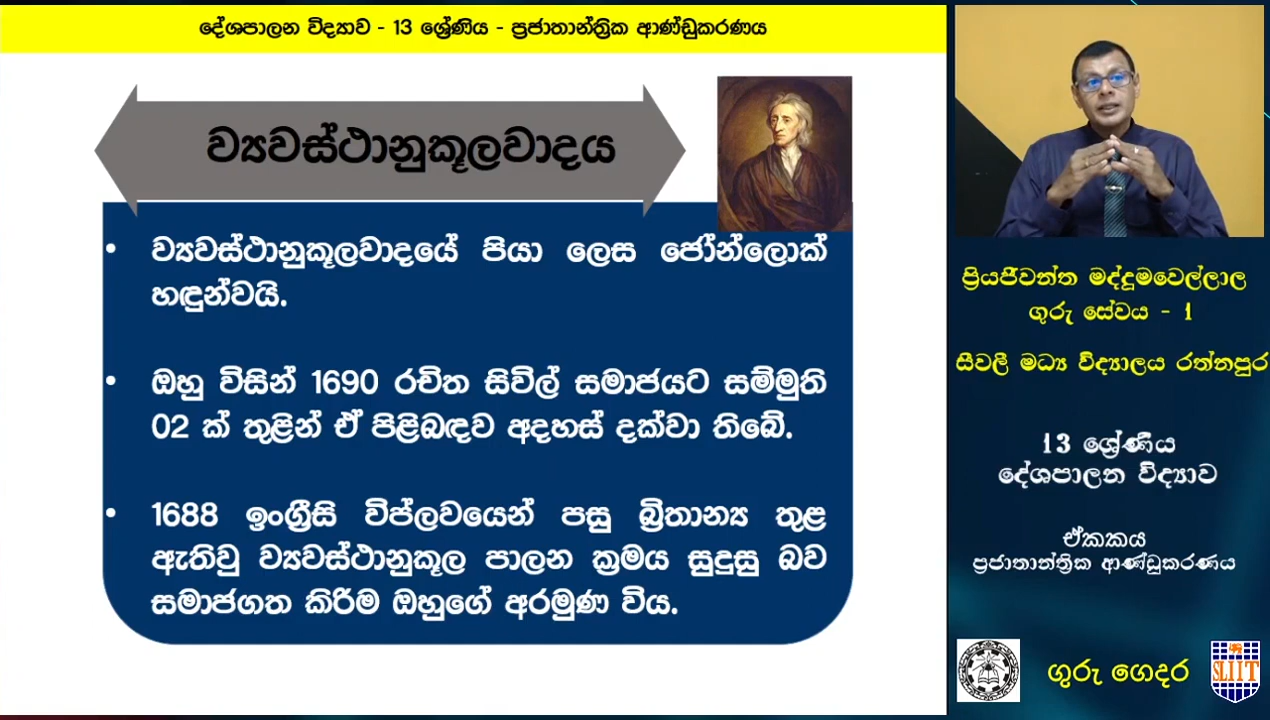 දේශපාලන විද්‍යාව - 13 ශ්‍රේණිය - ප්‍රජාතාන්ත්‍රික ආණ්ඩුකරණය
ව්‍යවස්ථානුකූලවාදය
• ව්‍යවස්ථානුකූලවාදයේ පියා ලෙස ජෝන්ලොක්
හඳුන්වයි.
• ඔහු විසින් 1690 රචිත සිවිල් සමාජයට සම්මුති
02 ක් තුළින් ඒ පිළිබඳව අදහස් දක්වා තිබේ.
• 1688 ඉංග්‍රීසි විප්ලවයෙන් පසු බ්‍රිතාන්‍ය තුළ
ඇතිවු ව්‍යවස්ථානුකූල පාලන ක්‍රමය සුදුසු බව
සමාජගත කිරිම ඔහුගේ අරමුණ විය.
ප්‍රියජීවන්ත මද්දූමවෙල්ලාල
ගුරු සේවය - 1
සීවලී මධ්‍ය විද්‍යාලය රත්නපුර
13 ශ්‍රේණිය
දේශපාලන විද්‍යාව
ඒකකය
ප්‍රජාතාන්ත්‍රික ආණ්ඩුකරණය
ගුරු ගෙදර
SLIIT